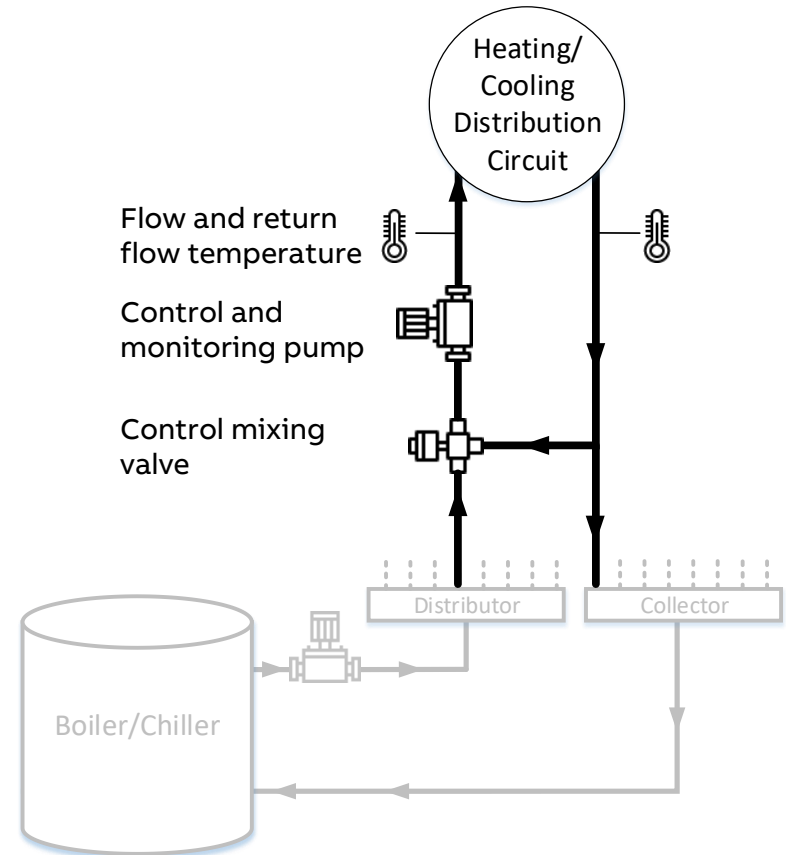 Heating/
Cooling
Distribution
Circuit
Flow and return
flow temperature
Control and
monitoring pump
Control mixing
valve
Distributor
Collector
Boiler/Chiller